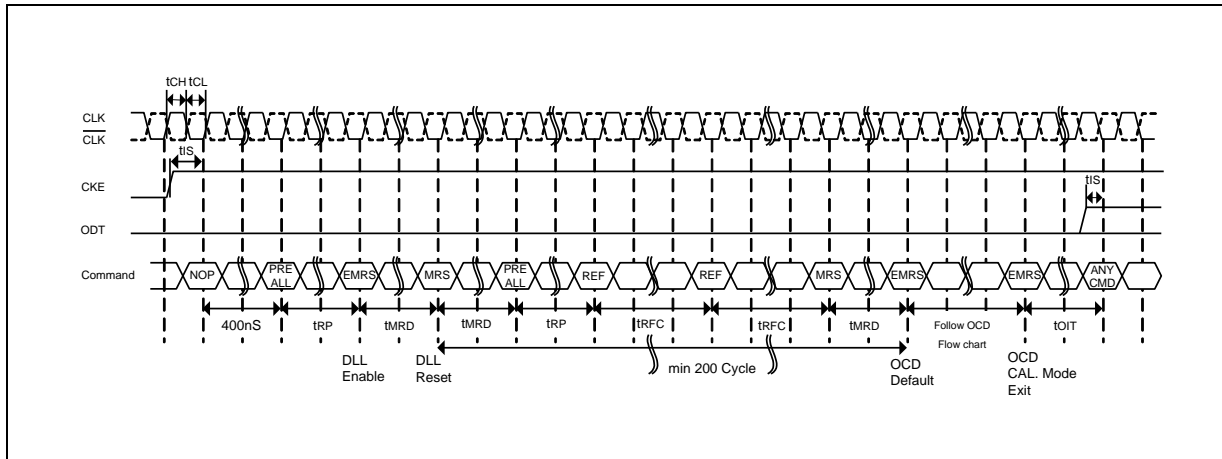 tCH tCL
CLK
CLK
tIS
CKE
tIS
ODT
Command
NOP
PRE
ALL
EMRS
MRS
PRE
ALL
REF
REF
MRS
EMRS
EMRS
ANY
CMD
400nS
tRP
tMRD
tMRD
tRP
tRFC
tRFC
tMRD
Follow OCD
Flow chart
tOIT
DLL
Enable
DLL
Reset
min 200 Cycle
OCD
Default
OCD
CAL. Mode
Exit